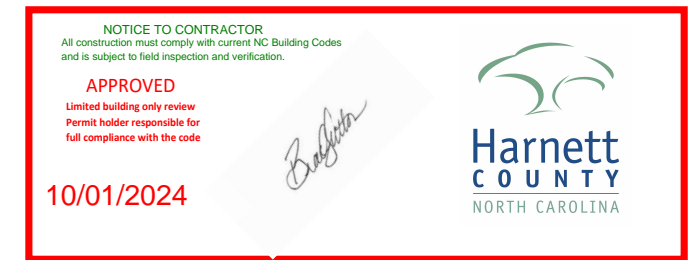 NOTICE TO CONTRACTOR
All construction must comply with current NC Building Codes
and is subject to field inspection and verification.
APPROVED
Limited building only review
Permit holder responsible for
full compliance with the code
10/01/2024
Harnett
COUNTY
NORTH CAROLINA